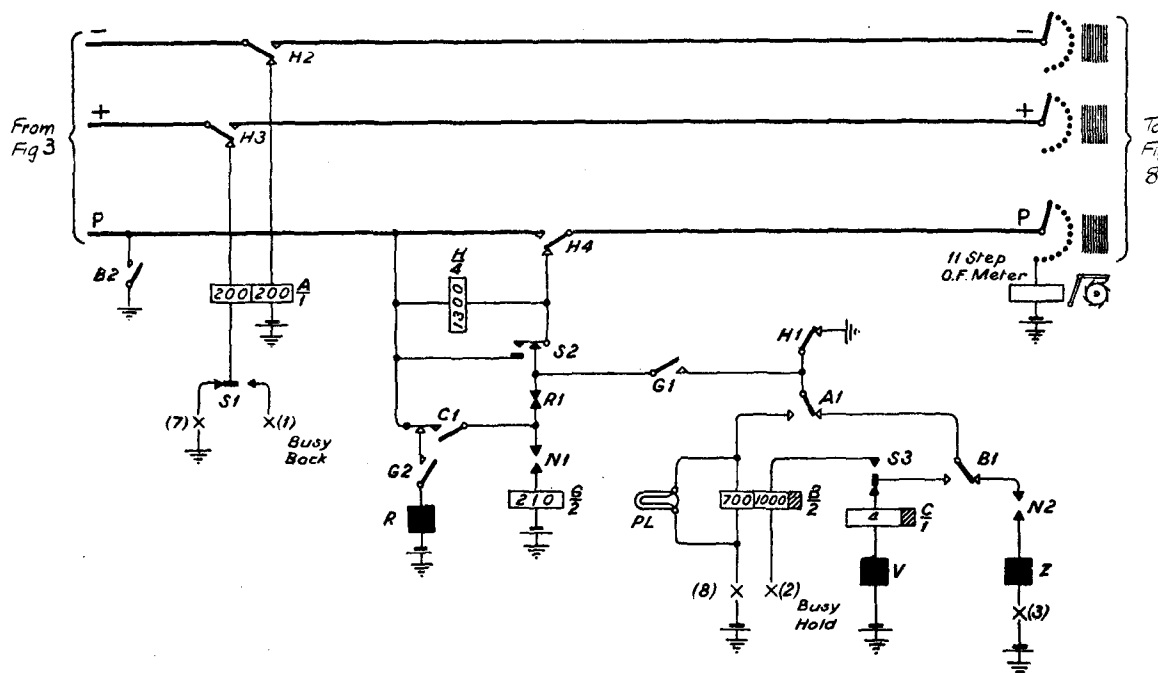 −
H2
−
+
H3
+
From
Fig 3
To
Fig
8
P
H4
P
B2
H
4
1300
11 Step
O.F. Meter
200 200 A
1
S2
H1
G1
R1
A1
S1
(7)
(1)
Busy
Back
C1
G2
N1
S3
B1
210 G
2
R
PL
700 1000 B
2
4 C
1
N2
V
Z
(8)
(2)
Busy
Hold
(3)